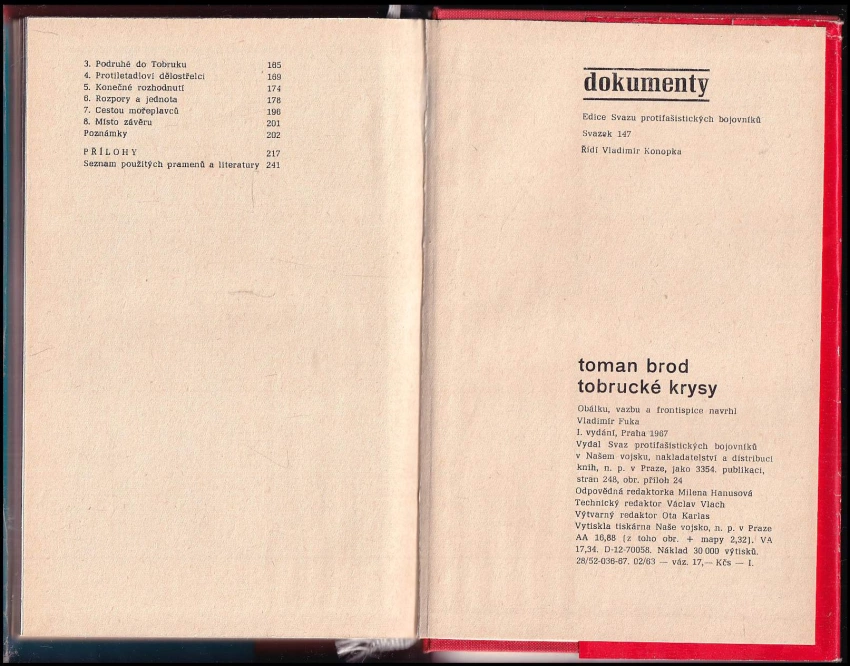 3. Podruhé do Tobruku 165
4. Protiletadloví dělostřelci 169
5. Konečné rozhodnutí 174
6. Rozpory a jednota 178
7. Cestou mořeplavců 196
8. Místo závěru 201
Poznámky 202
PŘÍLOHY 217
Seznam použitých pramenů a literatury 241
dokumenty
Edice Svazu protifašistických bojovníků
Svazek 147
Řídí Vladimír Konopka
toman brod
tobrucké krysy
Obálku, vazbu a frontispice navrhl
Vladimír Fuka
I. vydání, Praha 1967
Vydal Svaz protifašistických bojovníků
v Našem vojsku, nakladatelství a distribuci
knih, n. p. v Praze, jako 3354. publikaci,
stran 248, obr. příloh 24
Odpovědná redaktorka Milena Hanusová
Technický redaktor Václav Vlach
Výtvarný redaktor Ota Karlas
Vytiskla tiskárna Naše vojsko, n. p. v Praze
AA 16,88 [z toho obr. + mapy 2,32]. VA
17,34. D-12-70058. Náklad 30 000 výtisků.
28/52-036-67. 02/63 — váz. 17,— Kčs — I.